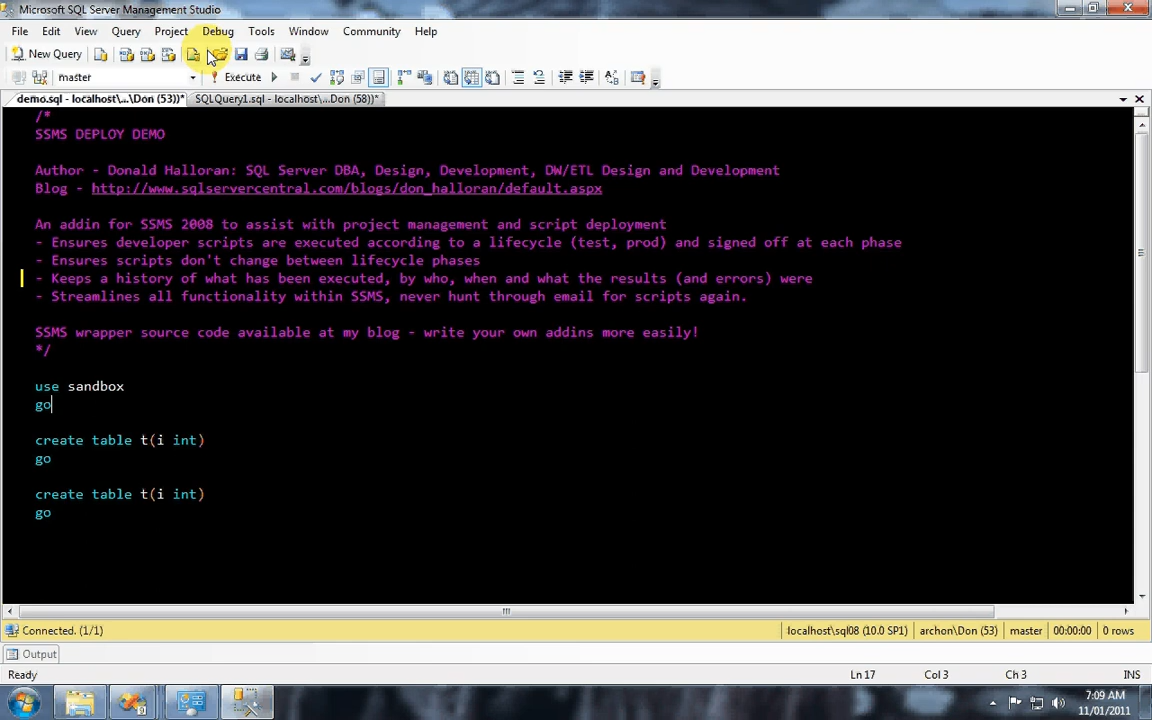 Microsoft SQL Server Management Studio
File Edit View Query Project Debug Tools Window Community Help
New Query
master Execute
demo.sql - localhost\...\Don (53))* SQLQuery1.sql - localhost\...Don (58))*
/*
SSMS DEPLOY DEMO
Author - Donald Halloran: SQL Server DBA, Design, Development, DW/ETL Design and Development
Blog - http://www.sqlservercentral.com/blogs/don_halloran/default.aspx
An addin for SSMS 2008 to assist with project management and script deployment
- Ensures developer scripts are executed according to a lifecycle (test, prod) and signed off at each phase
- Ensures scripts don't change between lifecycle phases
- Keeps a history of what has been executed, by who, when and what the results (and errors) were
- Streamlines all functionality within SSMS, never hunt through email for scripts again.
SSMS wrapper source code available at my blog - write your own addins more easily!
*/
use sandbox
go
create table t(i int)
go
create table t(i int)
go
Connected. (1/1) localhost\sql08 (10.0 SP1) archon\Don (53) master 00:00:00 0 rows
Output
Ready Ln 17 Col 3 Ch 3 INS
7:09 AM
11/01/2011